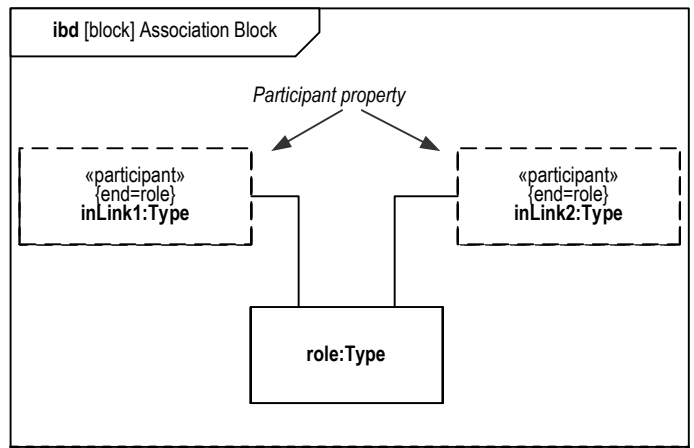 ibd [block] Association Block
Participant property
«participant»
{end=role}
inLink1:Type
«participant»
{end=role}
inLink2:Type
role:Type